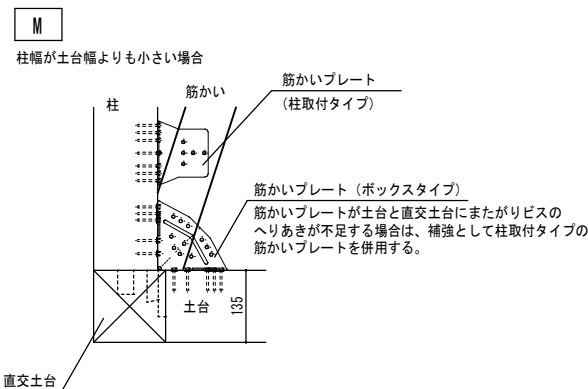 M
柱幅が土台幅よりも小さい場合
筋かいプレート
(柱取付タイプ)
筋かい
柱
筋かいプレート（ボックスタイプ）
筋かいプレートが土台と直交土台にまたがりビスの
へりあきが不足する場合は、補強として柱取付タイプの
筋かいプレートを併用する。
土台
135
直交土台